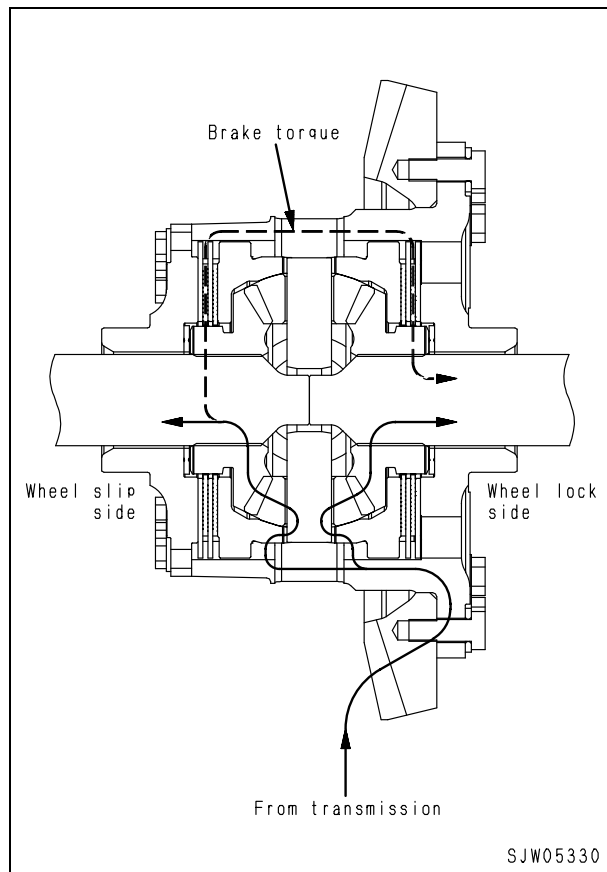 Brake torque
Wheel slip
side
Wheel lock
side
From transmission
SJW05330